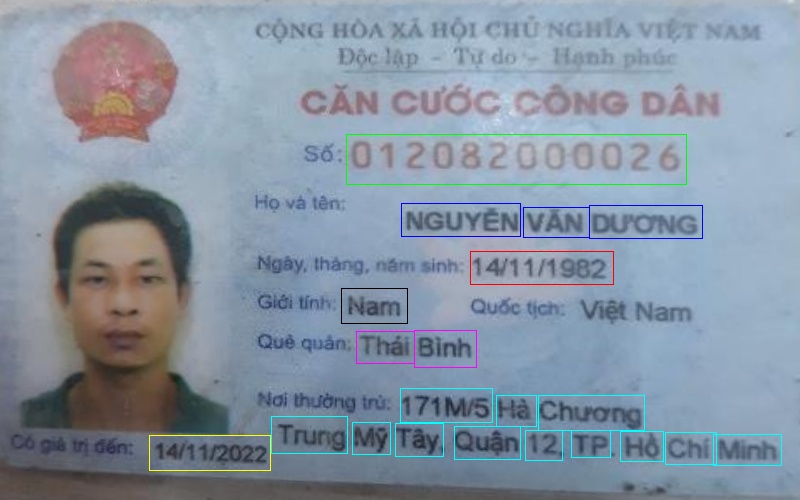 CỘNG HÒA XÃ HỘI CHỦ NGHĨA VIỆT NAM
Độc lập - Tự do - Hạnh phúc
CĂN CƯỚC CÔNG DÂN
Số: 012082000026
Họ và tên:
NGUYỄN VĂN DƯƠNG
Ngày, tháng, năm sinh: 14/11/1982
Giới tính: Nam Quốc tịch: Việt Nam
Quê quán: Thái Bình
Nơi thường trú: 171M/5 Hà Chương
Trung Mỹ Tây, Quận 12, TP. Hồ Chí Minh
Có giá trị đến: 14/11/2022